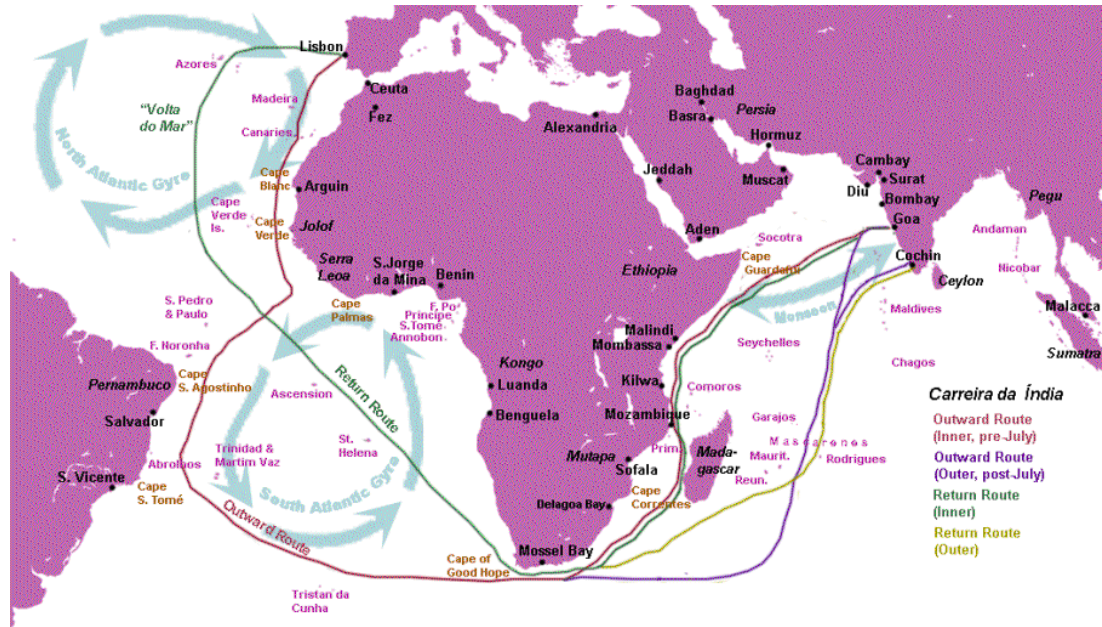 Lisbon
Azores
Ceuta
Baghdad
Madeira
"Volta
do Mar"
Fez
Persia
Basra
Alexandria
Canaries
Hormuz
North Atlantic Gyre
Cape
Blanc
Arguin
Jeddah
Muscat
Cambay
Surat
Diu
Bombay
Pegu
Cape
Verde
Is.
Cape
Verde
Jolof
Goa
Aden
Socotra
Andaman
Serra
Leoa
S.Jorge
da Mina
Benin
Ethiopia
Cape
Guardafui
Cochin
Nicobar
Ceylon
S. Pedro
& Paulo
Cape
Palmas
F. Po
Principe
S.Tomé
Annobon
Monsoon
Maldives
Malacca
Malindi
Mombassa
Seychelles
F. Noronha
Kongo
Sumatra
Pernambuco
Cape
S. Agostinho
Ascension
Return Route
Luanda
Kilwa
Comoros
Chagos
Salvador
Benguela
Mozambique
Garajos
Carreira da Índia
Outward Route
(Inner, pre-July)
Outward Route
(Outer, post-July)
Return Route
(Inner)
Return Route
(Outer)
Abrolhos
Trinidad &
Martim Vaz
St.
Helena
Mutapa
Prim.
Mada-
gascar
Mascarenes
Maurit.
Rodrigues
Reun.
S. Vicente
Cape
S. Tomé
South Atlantic Gyre
Sofala
Cape
Correntes
Delagoa Bay
Outward Route
Mossel Bay
Cape of
Good Hope
Tristan da
Cunha